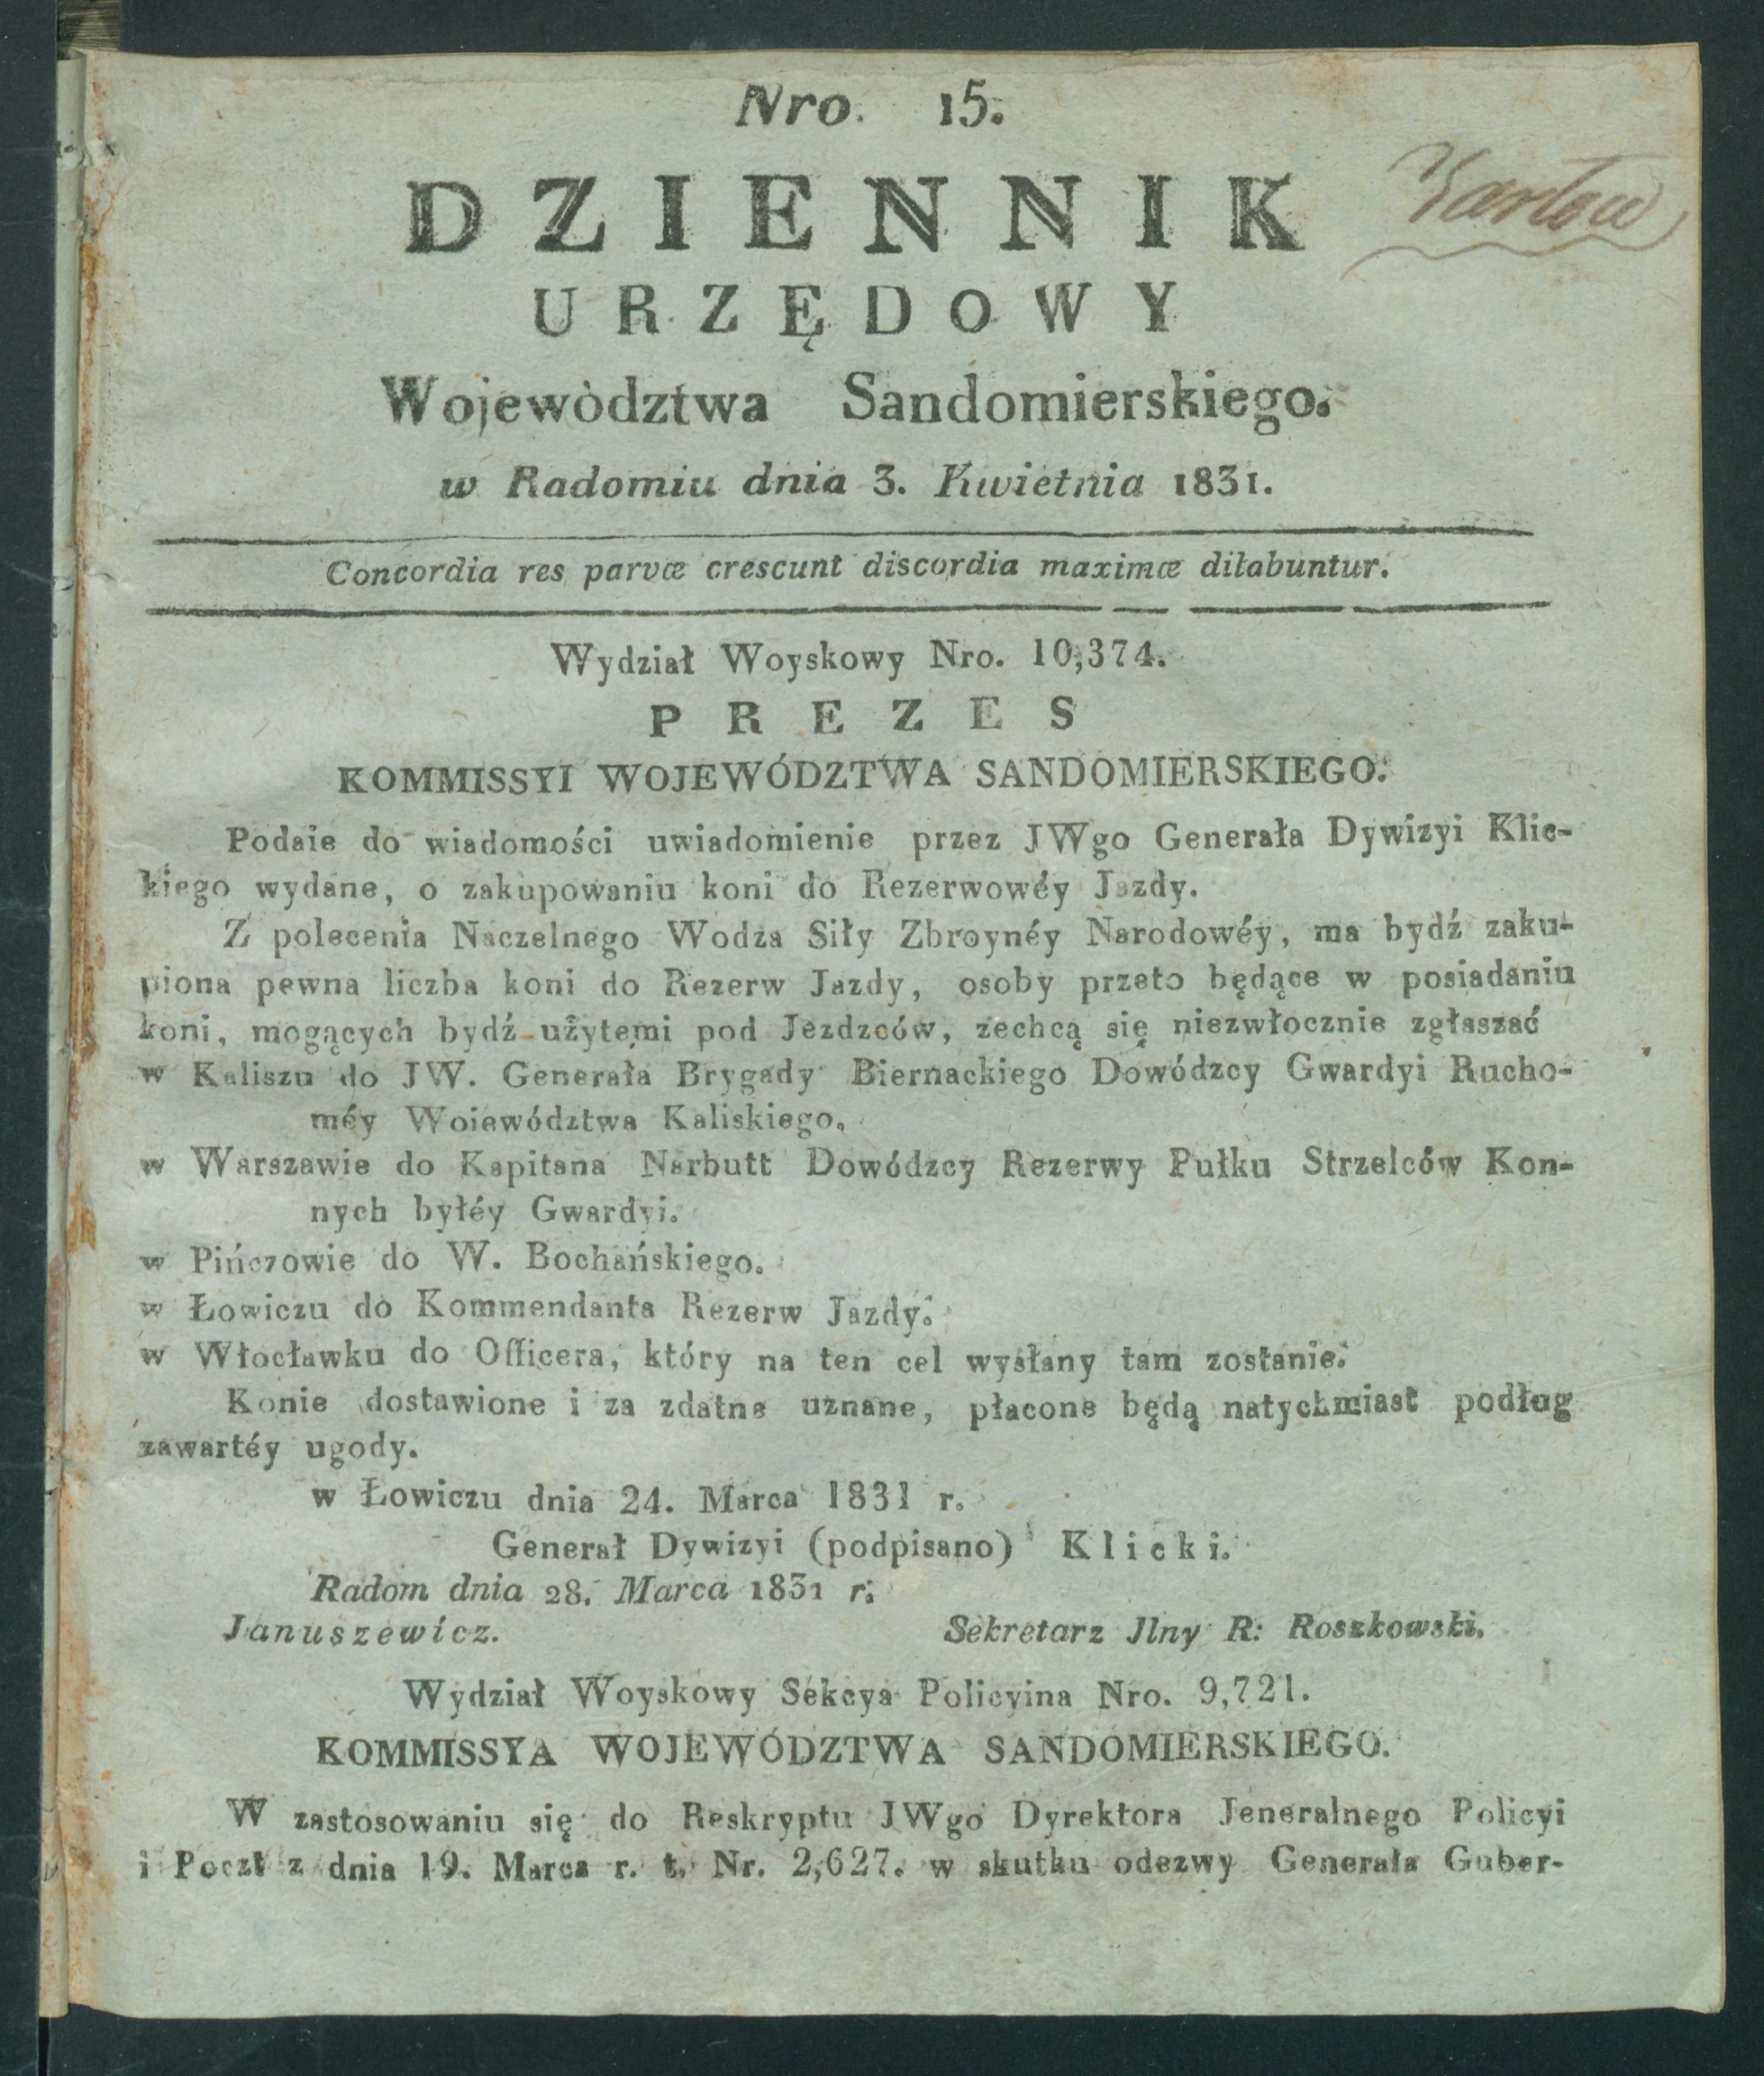 Nro. 15.
DZIENNIK
URZĘDOWY
Wojewòdztwa Sandomierskiego.
w Radomiu dnia 3. Kwietnia 1831.
Concordia res parvæ crescunt discordia maximæ dilabuntur.
Wydział Woyskowy Nro. 10,374.
PREZES
KOMMISSYI WOJEWÓDZTWA SANDOMIERSKIEGO.
Podaie do wiadomości uwiadomienie przez JWgo Generała Dywizyi Klic-
kiego wydane, o zakupowaniu koni do Rezerwowéy Jazdy.
Z polecenia Naczelnego Wodza Siły Zbroynéy Narodowéy, ma bydź zaku-
piona pewna liczba koni do Rezerw Jazdy, osoby przeto będące w posiadaniu
koni, mogących bydź użytemi pod Jezdzców, zechcą się niezwłocznie zgłaszać
w Kaliszu do JW. Generała Brygady Biernackiego Dowódzcy Gwardyi Rucho-
méy Woiewództwa Kaliskiego.
w Warszawie do Kapitana Narbutt Dowódzcy Rezerwy Pułku Strzelców Kon-
nych byłéy Gwardyi.
w Pińczowie do W. Bochańskiego.
w Łowiczu do Kommendanta Rezerw Jazdy.
w Włocławku do Officera, który na ten cel wysłany tam zostanie.
Konie dostawione i za zdatne uznane, płacone będą natychmiast podług
zawartéy ugody.
w Łowiczu dnia 24. Marca 1831 r.
Generał Dywizyi (podpisano) Klicki.
Radom dnia 28. Marca 1831 r.
Januszewicz. Sekretarz Jlny R: Roszkowski.
Wydział Woyskowy Sekcya Policyina Nro. 9,721.
KOMMISSYA WOJEWÓDZTWA SANDOMIERSKIEGO.
W zastosowaniu się do Reskryptu JWgo Dyrektora Jeneralnego Policyi
i Poczt z dnia 19. Marca r. t. Nr. 2,627. w skutku odezwy Generała Guber-